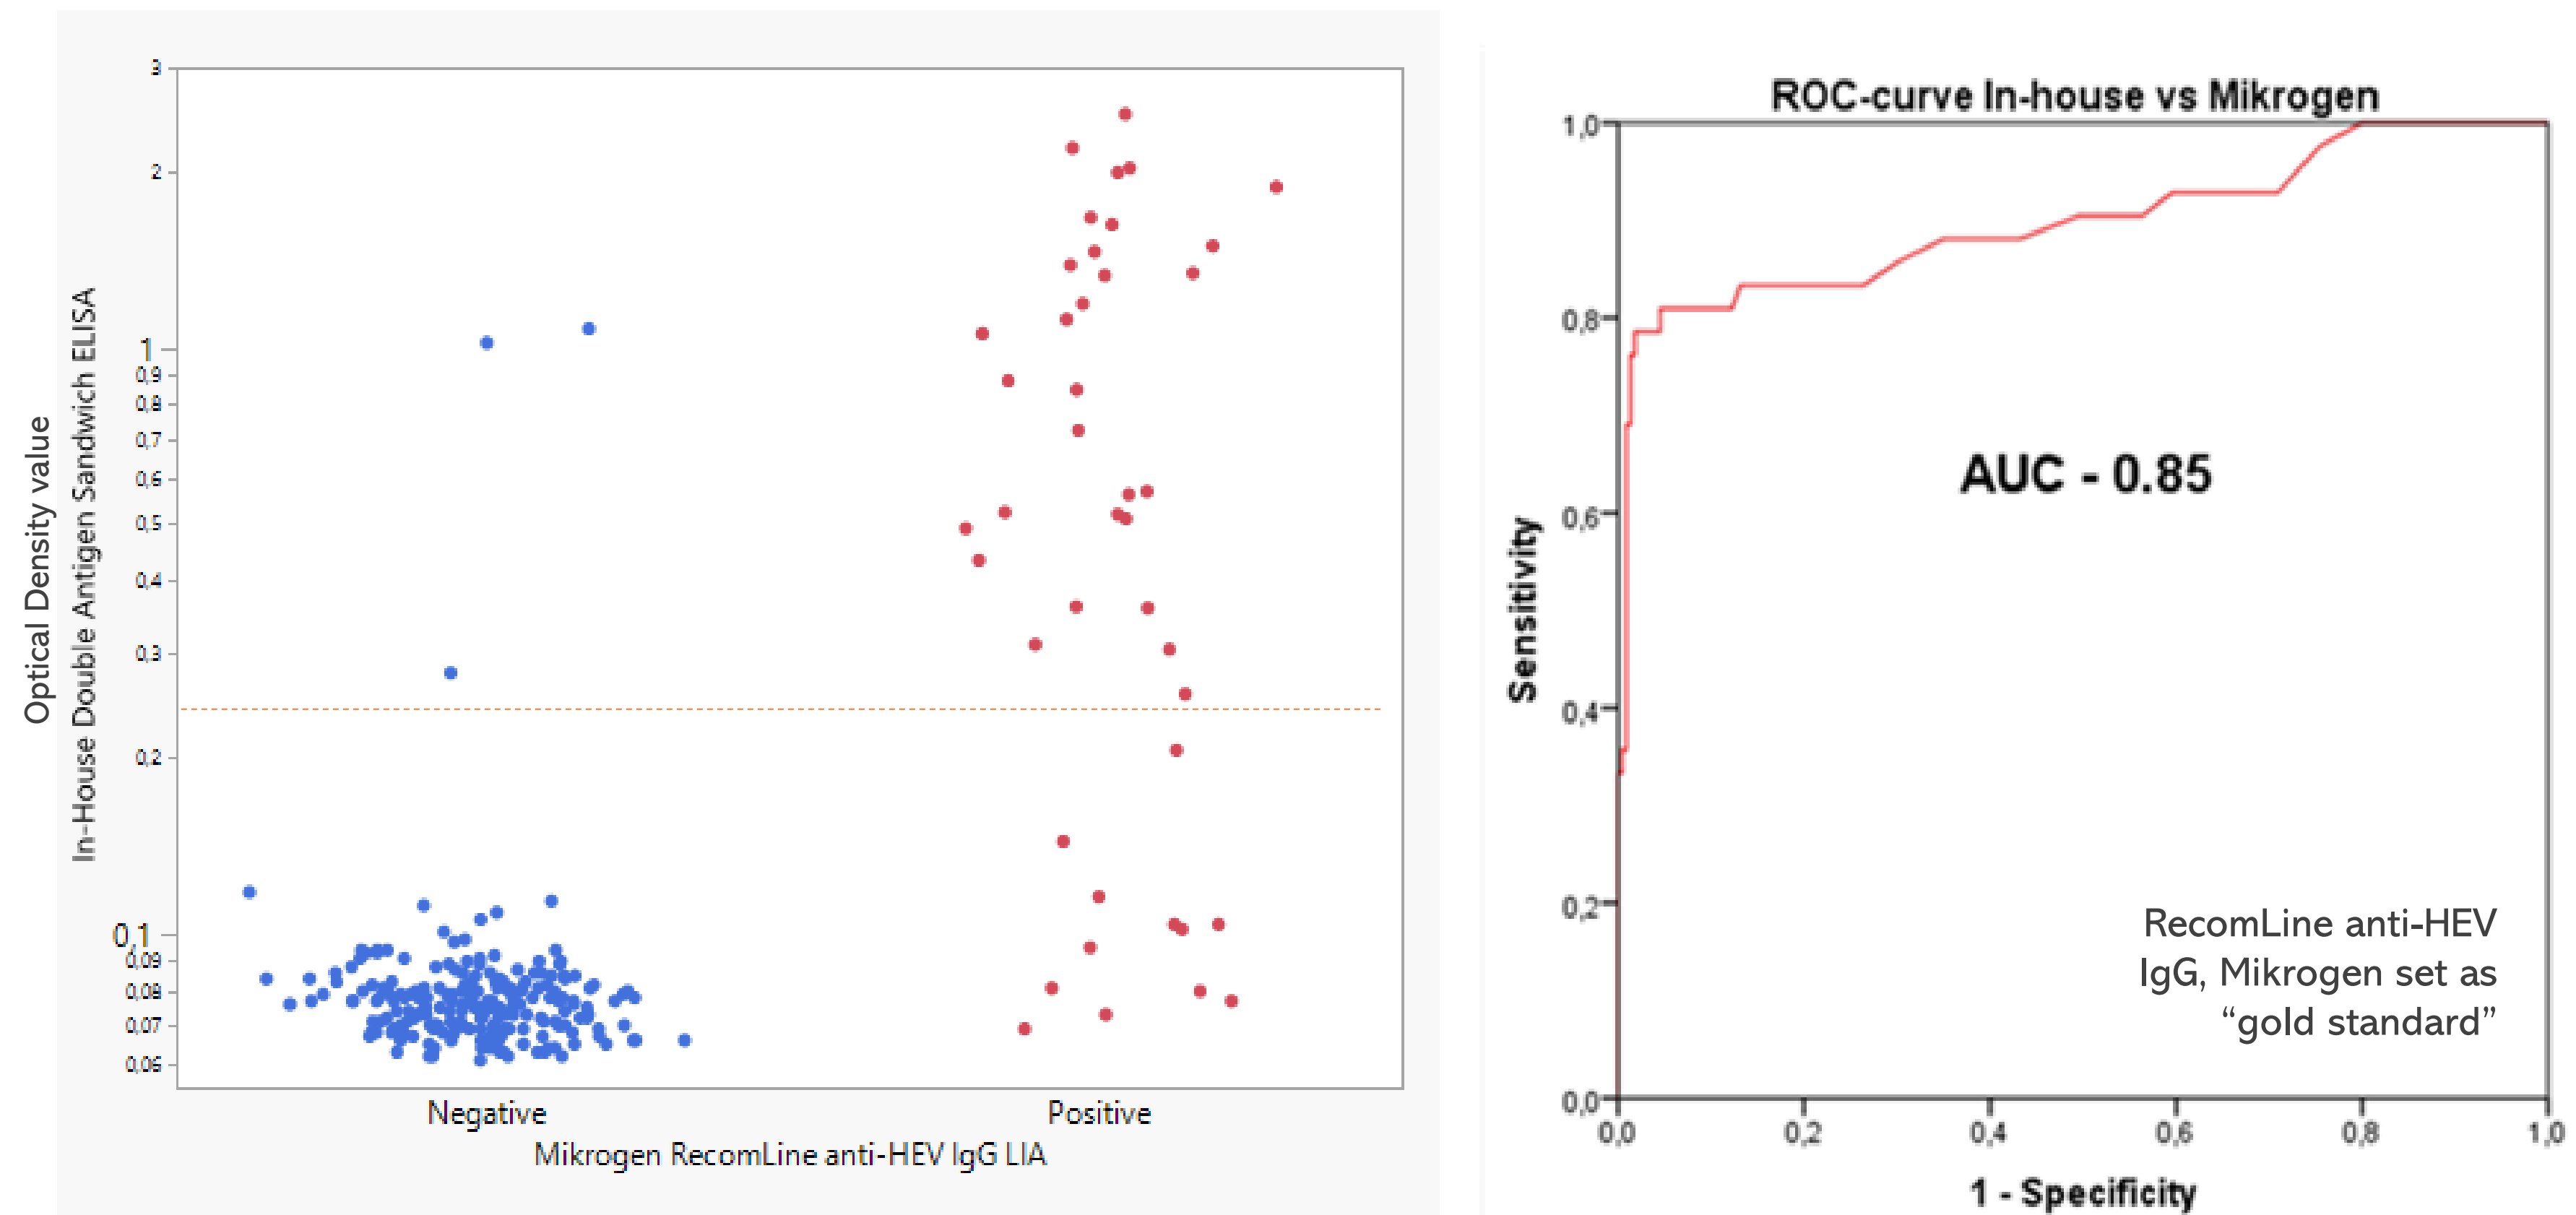 Optical Density value
In-House Double Antigen Sandwich ELISA
3
2
1
0,9
0,8
0,7
0,6
0,5
0,4
0,3
0,2
0,1
0,09
0,08
0,07
0,06
Negative
Positive
Mikrogen RecomLine anti-HEV IgG LIA
ROC-curve In-house vs Mikrogen
Sensitivity
1,0
0,8
0,6
0,4
0,2
0,0
AUC - 0.85
RecomLine anti-HEV
IgG, Mikrogen set as
“gold standard”
0,0
0,2
0,4
0,6
0,8
1,0
1 - Specificity